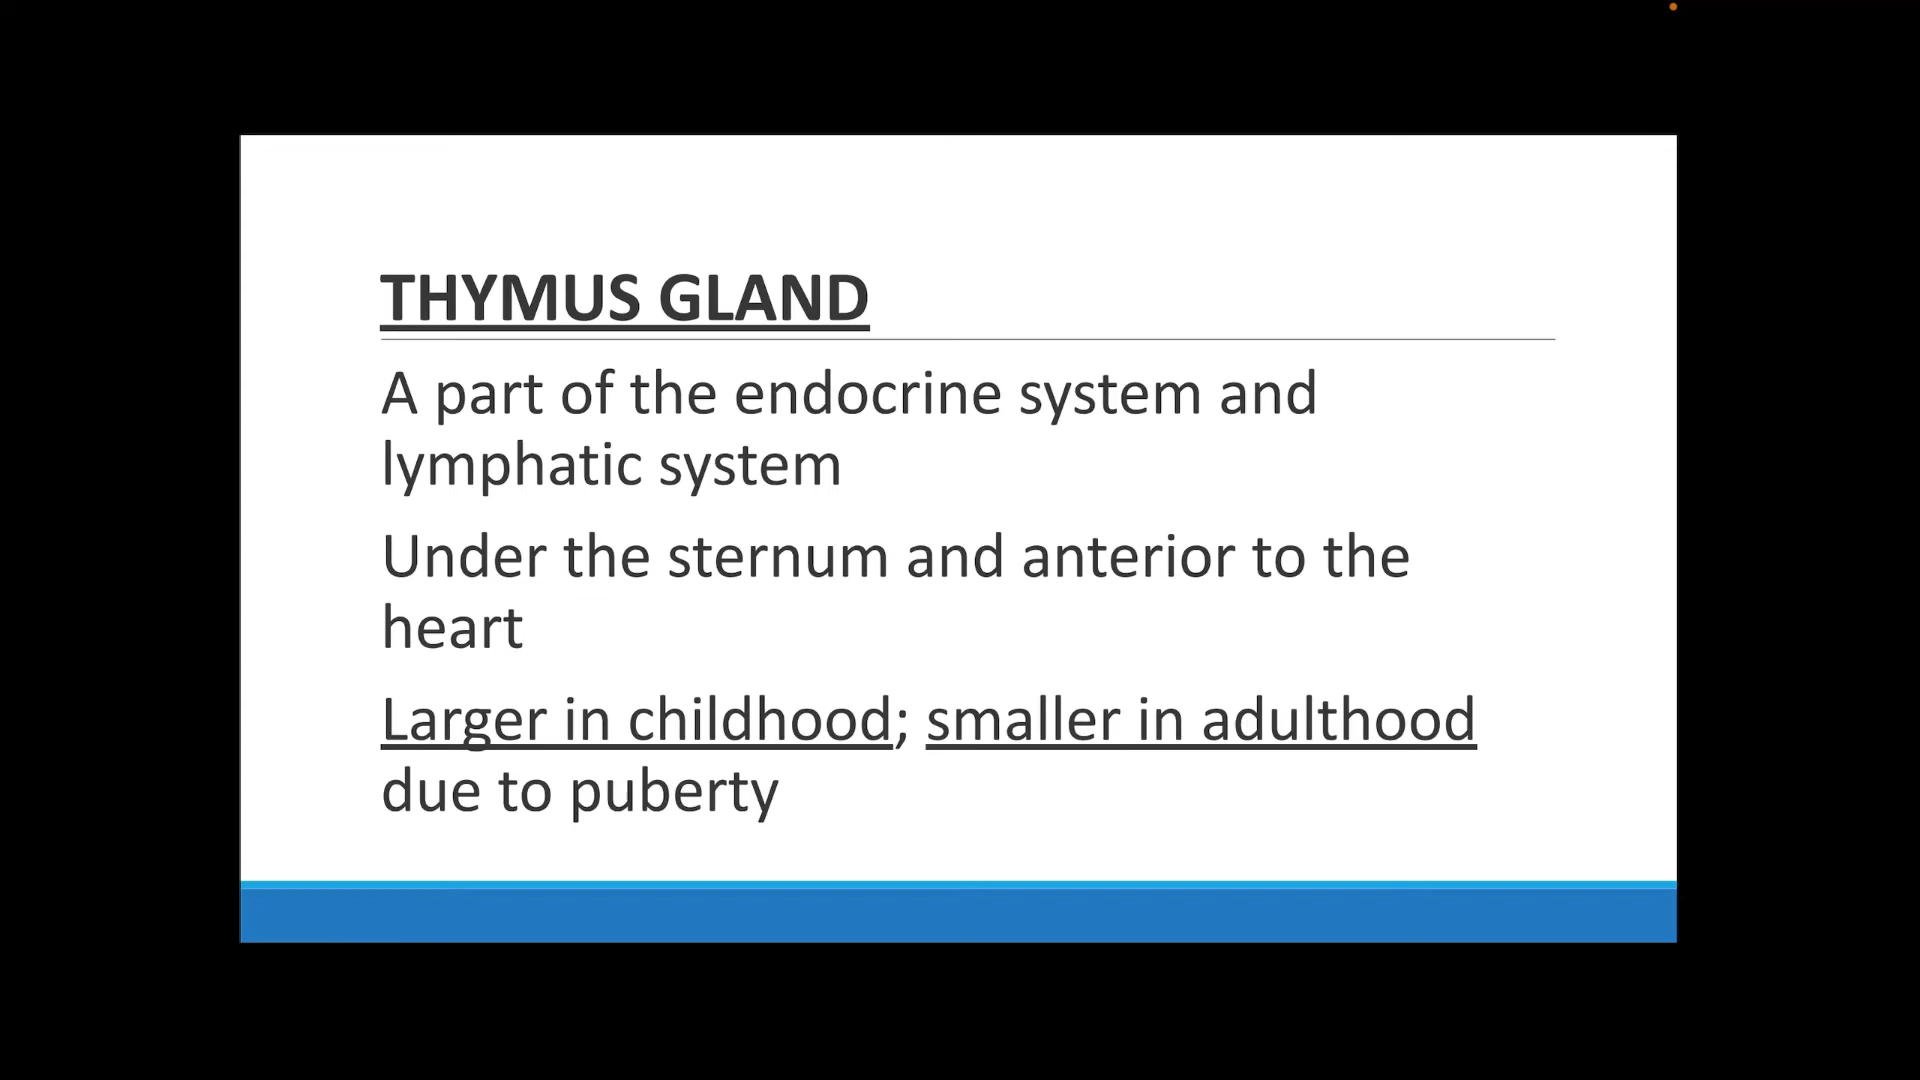 THYMUS GLAND
A part of the endocrine system and
lymphatic system
Under the sternum and anterior to the
heart
Larger in childhood; smaller in adulthood
due to puberty